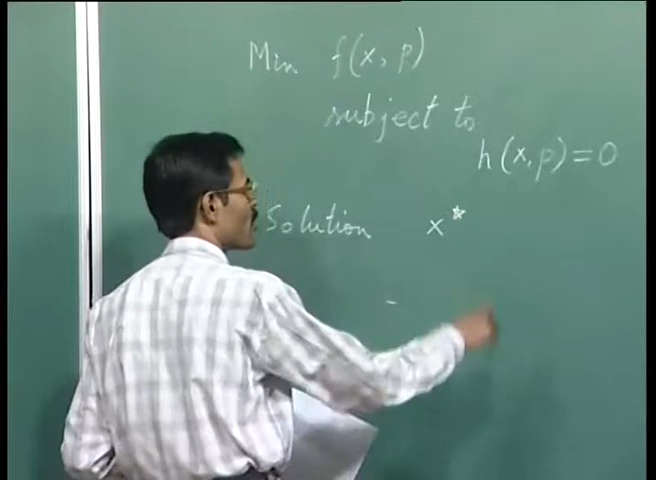 Min f(x, p)
subject to
h(x, p) = 0
Solution x*
-